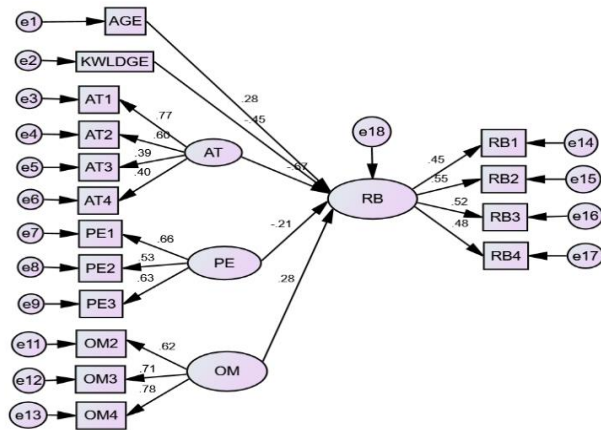 e1 AGE
e2 KWLDGE
e3 AT1
.77
e4 AT2
.60
e5 AT3
.39
e6 AT4
.40
AT
.28
-.45
-.67
e18
RB
.45 RB1 e14
.55 RB2 e15
.52 RB3 e16
.48 RB4 e17
e7 PE1
.66
e8 PE2
.53
e9 PE3
.63
PE
-.21
.28
e11 OM2
.62
e12 OM3
.71
e13 OM4
.78
OM